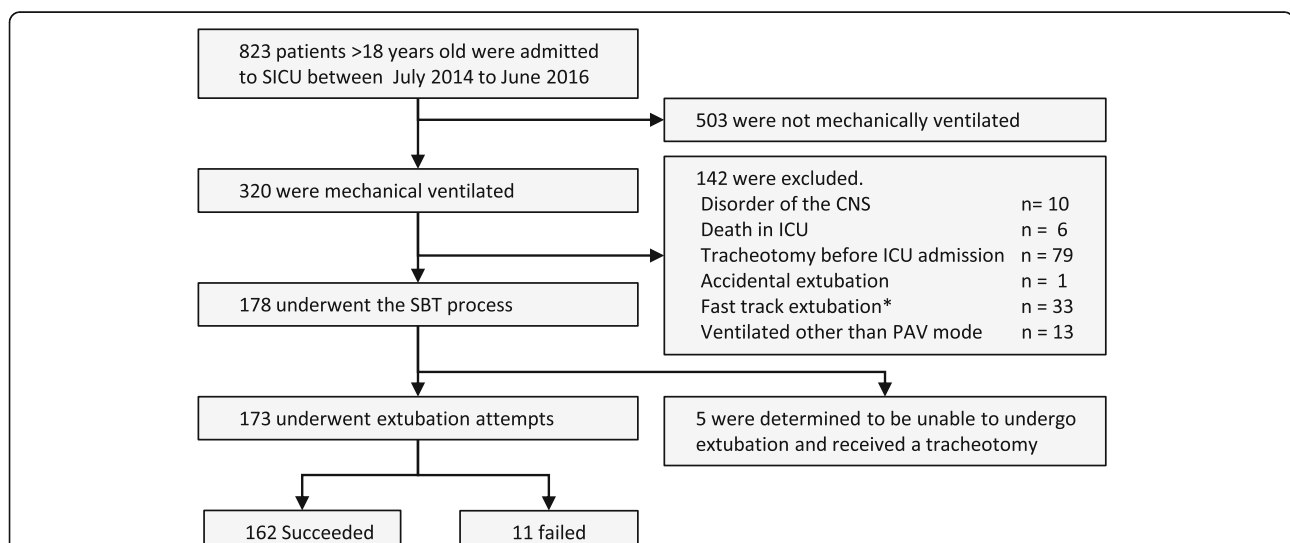 823 patients >18 years old were admitted
to SICU between July 2014 to June 2016
503 were not mechanically ventilated
320 were mechanical ventilated
142 were excluded.
Disorder of the CNS n= 10
Death in ICU n = 6
Tracheotomy before ICU admission n = 79
Accidental extubation n = 1
Fast track extubation* n = 33
Ventilated other than PAV mode n = 13
178 underwent the SBT process
173 underwent extubation attempts
5 were determined to be unable to undergo
extubation and received a tracheotomy
162 Succeeded
11 failed